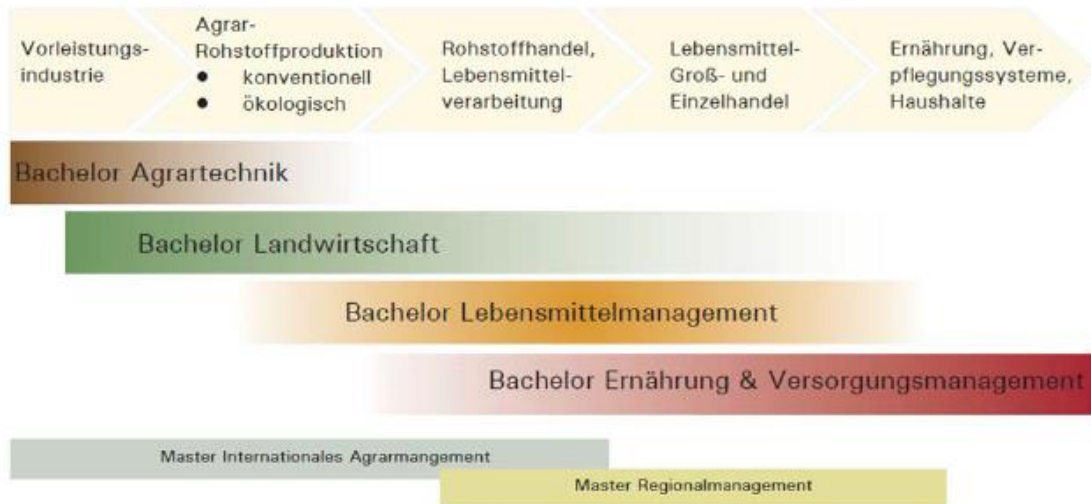 Vorleistungs-
industrie
Agrar-
Rohstoffproduktion
● konventionell
● ökologisch
Rohstoffhandel,
Lebensmittel-
verarbeitung
Lebensmittel-
Groß- und
Einzelhandel
Ernährung, Ver-
pflegungssysteme,
Haushalte
Bachelor Agrartechnik
Bachelor Landwirtschaft
Bachelor Lebensmittelmanagement
Bachelor Ernährung & Versorgungsmanagement
Master Internationales Agrarmangement
Master Regionalmanagement